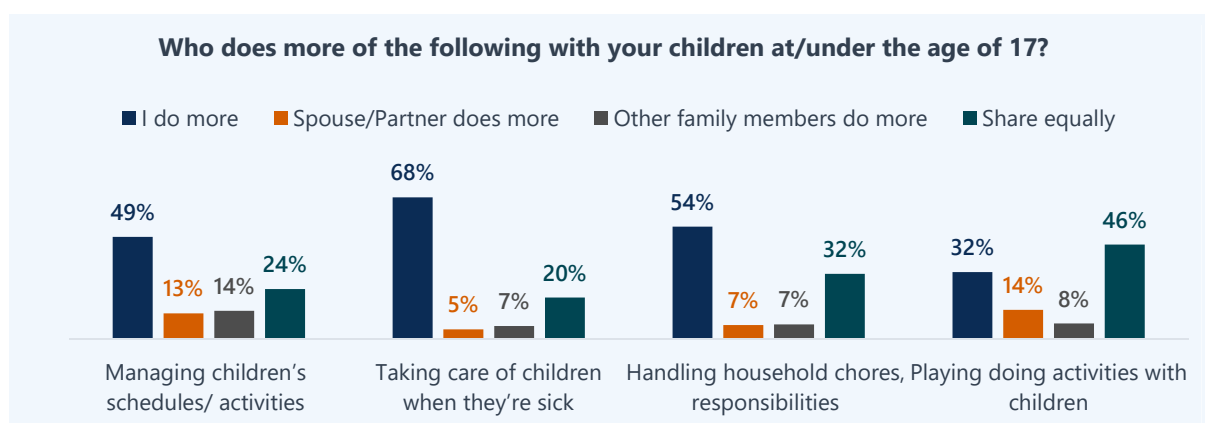 Who does more of the following with your children at/under the age of 17?
I do more Spouse/Partner does more Other family members do more Share equally
49% 13% 14% 24%
68% 5% 7% 20%
54% 7% 7% 32%
32% 14% 8% 46%
Managing children’s
schedules/ activities
Taking care of children
when they’re sick
Handling household chores,
responsibilities
Playing doing activities with
children